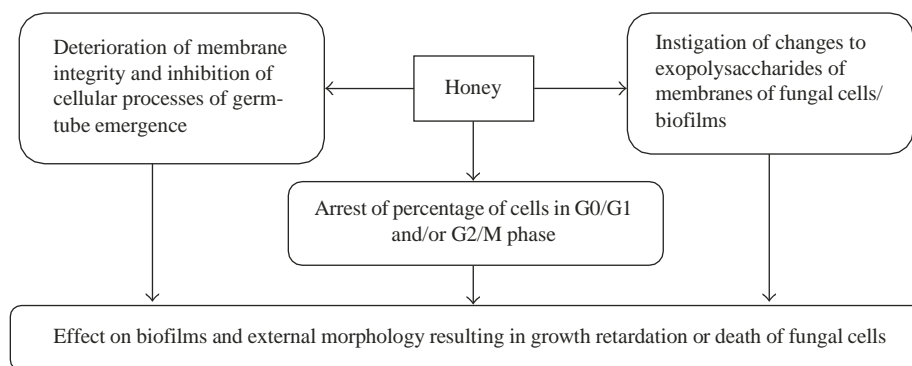 Deterioration of membrane
integrity and inhibition of
cellular processes of germ-
tube emergence
Honey
Instigation of changes to
exopolysaccharides of
membranes of fungal cells/
biofilms
Arrest of percentage of cells in G0/G1
and/or G2/M phase
Effect on biofilms and external morphology resulting in growth retardation or death of fungal cells